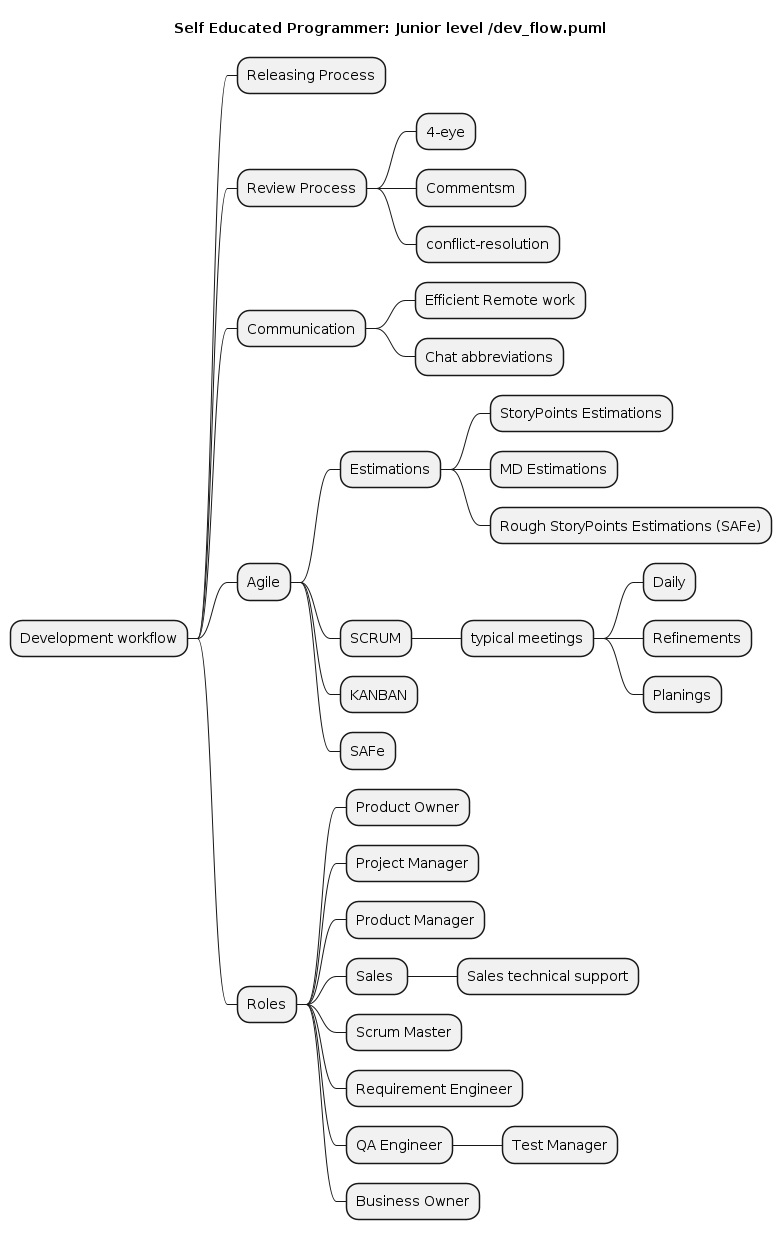 Self Educated Programmer: Junior level /dev_flow.puml
Releasing Process
4-eye
Review Process
Commentsm
conflict-resolution
Efficient Remote work
Communication
Chat abbreviations
StoryPoints Estimations
Estimations
MD Estimations
Rough StoryPoints Estimations (SAFe)
Agile
Daily
Development workflow
SCRUM
typical meetings
Refinements
KANBAN
Planings
SAFe
Product Owner
Project Manager
Product Manager
Sales
Sales technical support
Roles
Scrum Master
Requirement Engineer
QA Engineer
Test Manager
Business Owner